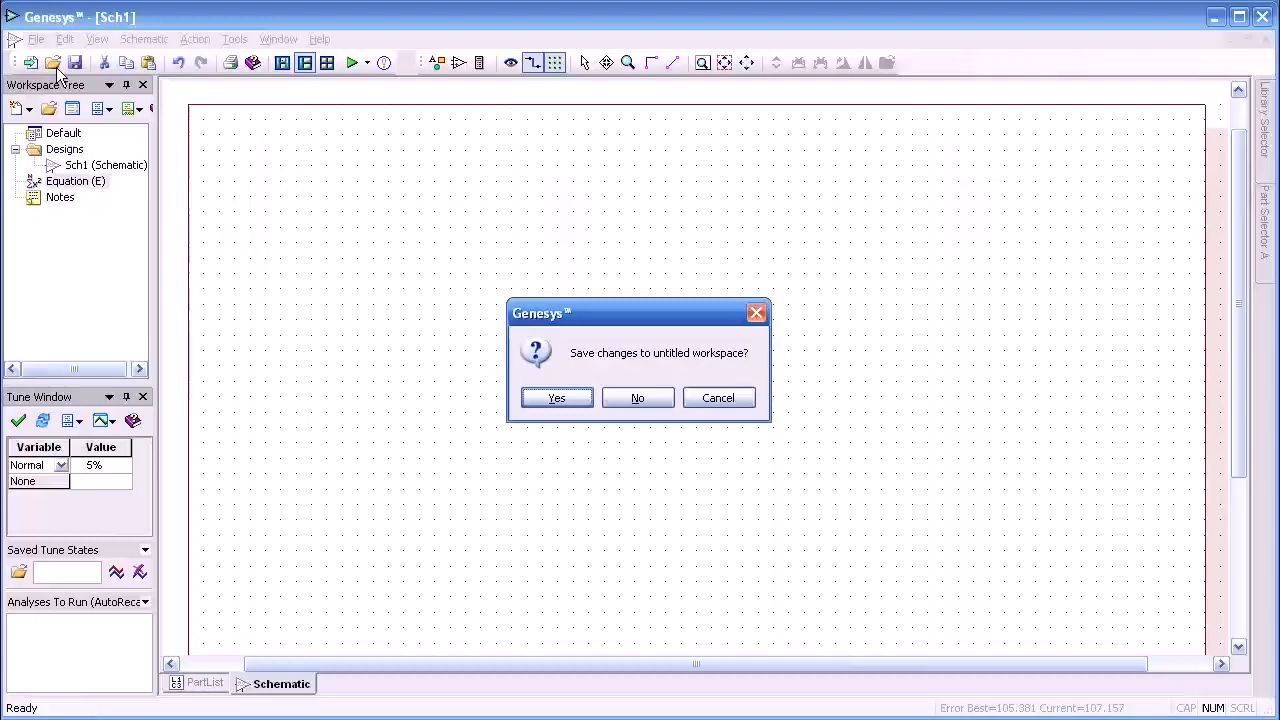 Genesys™ - [Sch1]
File Edit View Schematic Action Tools Window Help
Workspace Tree
Default
Designs
Sch1 (Schematic)
Equation (E)
Notes
Library Selector
Part Selector A
Genesys™
Save changes to untitled workspace?
Yes No Cancel
Tune Window
Variable Value
Normal 5%
None
Saved Tune States
Analyses To Run (AutoReca
PartList Schematic
Ready Error Best=105.381 Current=107.157 CAP NUM SCRL